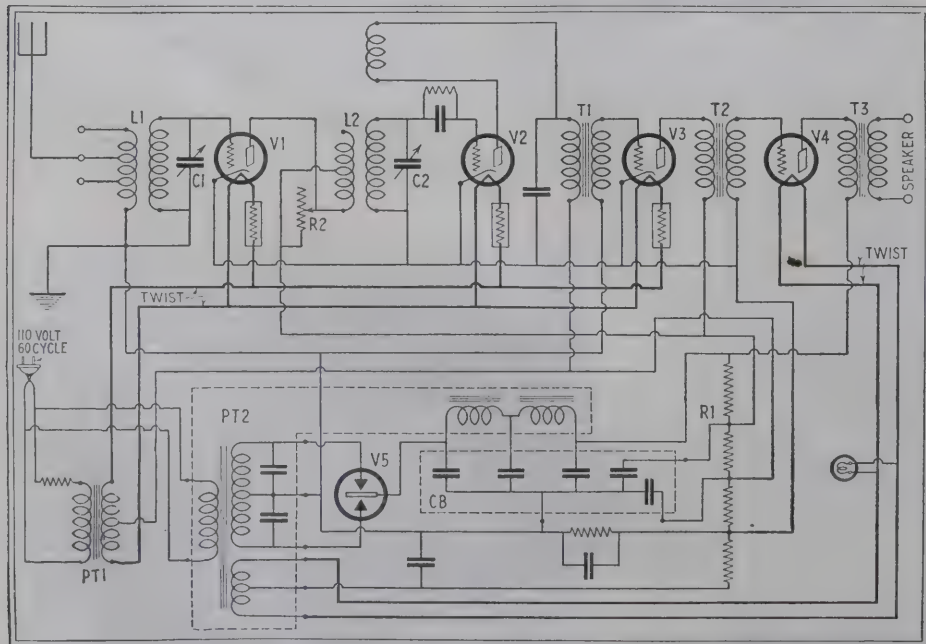 L1
C1
V1
R2
L2
C2
V2
T1
V3
T2
V4
T3
SPEAKER
TWIST
TWIST
110 VOLT
60 CYCLE
PT2
V5
R1
CB
PT1